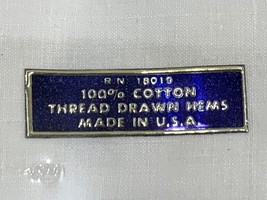 R.N 18019
100% COTTON
THREAD DRAWN HEMS
MADE IN U.S.A.